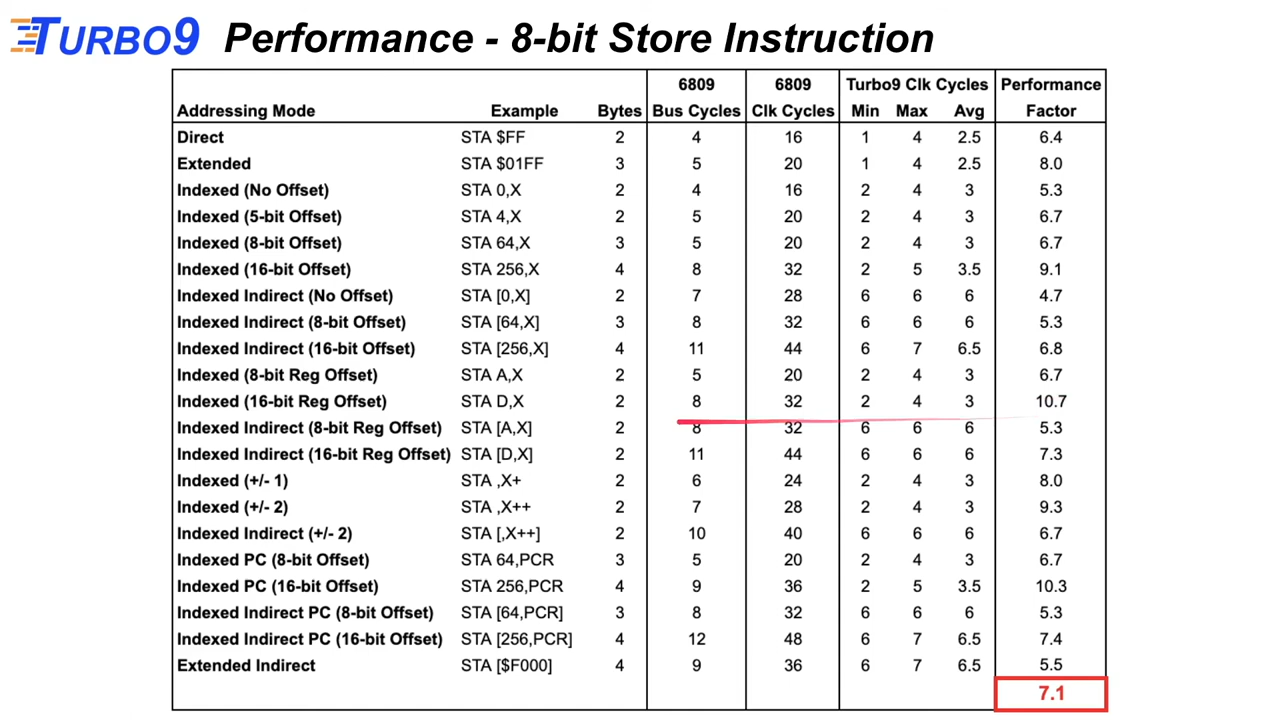 TURBO9 Performance - 8-bit Store Instruction
6809 6809 Turbo9 Clk Cycles Performance
Addressing Mode Example Bytes Bus Cycles Clk Cycles Min Max Avg Factor
Direct STA $FF 2 4 16 1 4 2.5 6.4
Extended STA $01FF 3 5 20 1 4 2.5 8.0
Indexed (No Offset) STA 0,X 2 4 16 2 4 3 5.3
Indexed (5-bit Offset) STA 4,X 2 5 20 2 4 3 6.7
Indexed (8-bit Offset) STA 64,X 3 5 20 2 4 3 6.7
Indexed (16-bit Offset) STA 256,X 4 8 32 2 5 3.5 9.1
Indexed Indirect (No Offset) STA [0,X] 2 7 28 6 6 6 4.7
Indexed Indirect (8-bit Offset) STA [64,X] 3 8 32 6 6 6 5.3
Indexed Indirect (16-bit Offset) STA [256,X] 4 11 44 6 7 6.5 6.8
Indexed (8-bit Reg Offset) STA A,X 2 5 20 2 4 3 6.7
Indexed (16-bit Reg Offset) STA D,X 2 8 32 2 4 3 10.7
Indexed Indirect (8-bit Reg Offset) STA [A,X] 2 8 32 6 6 6 5.3
Indexed Indirect (16-bit Reg Offset) STA [D,X] 2 11 44 6 6 6 7.3
Indexed (+/- 1) STA ,X+ 2 6 24 2 4 3 8.0
Indexed (+/- 2) STA ,X++ 2 7 28 2 4 3 9.3
Indexed Indirect (+/- 2) STA [,X++] 2 10 40 6 6 6 6.7
Indexed PC (8-bit Offset) STA 64,PCR 3 5 20 2 4 3 6.7
Indexed PC (16-bit Offset) STA 256,PCR 4 9 36 2 5 3.5 10.3
Indexed Indirect PC (8-bit Offset) STA [64,PCR] 3 8 32 6 6 6 5.3
Indexed Indirect PC (16-bit Offset) STA [256,PCR] 4 12 48 6 7 6.5 7.4
Extended Indirect STA [$F000] 4 9 36 6 7 6.5 5.5
7.1